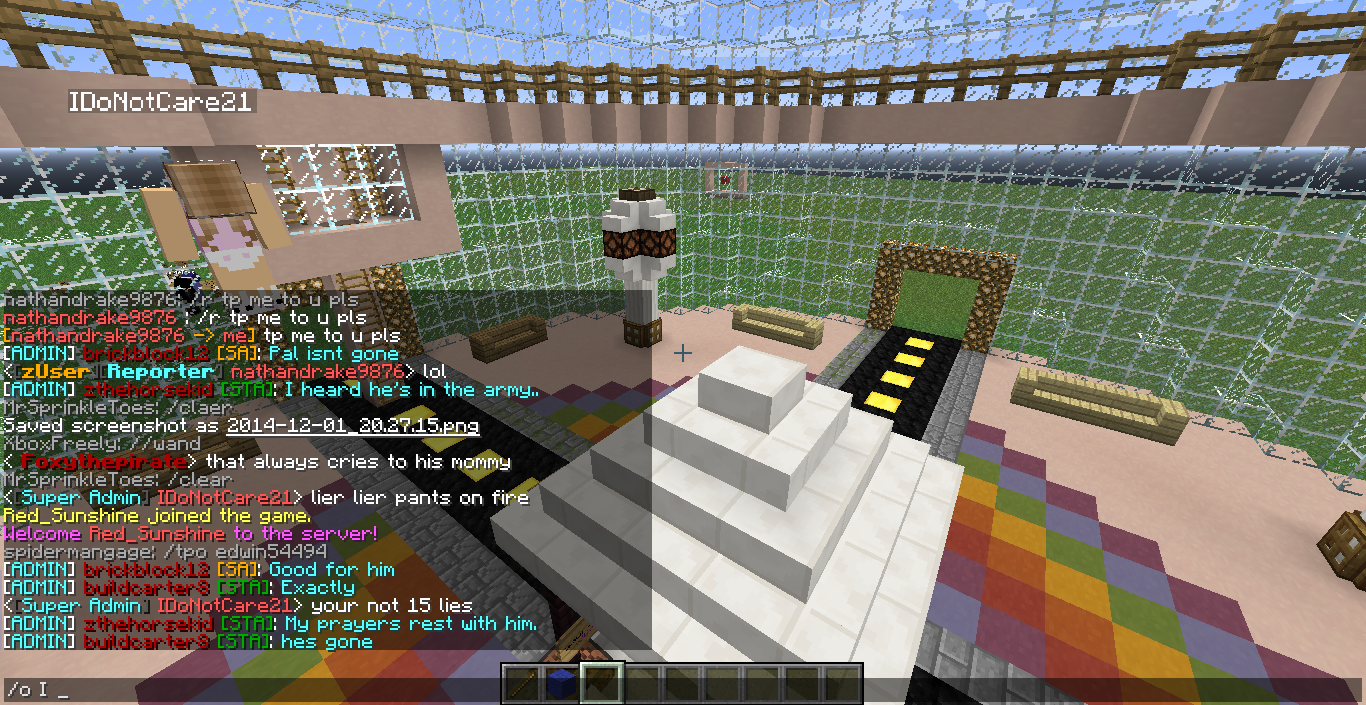 IDoNotCare21
nathandrake9876: /r tp me to u pls
nathandrake9876 : /r tp me to u pls
[nathandrake9876 -> me] tp me to u pls
[ADMIN] brickblock12 [SA]: Pal isnt gone
<[zUser][Reporter] nathandrake9876> lol
[ADMIN] zthehorsekid [STA]: I heard he's in the army..
MrSprinkleToes: /claer
Saved screenshot as 2014-12-01_20.27.15.png
XboxFreely: //wand
< Foxythepirate> that always cries to his mommy
MrSprinkleToes: /clear
<[Super Admin] IDoNotCare21> lier lier pants on fire
Red_Sunshine joined the game.
Welcome Red_Sunshine to the server!
spidermangage: /tpo edwin54494
[ADMIN] brickblock12 [SA]: Good for him
[ADMIN] buildcarter8 [STA]: Exactly
<[Super Admin] IDoNotCare21> your not 15 lies
[ADMIN] zthehorsekid [STA]: My prayers rest with him.
[ADMIN] buildcarter8 [STA]: hes gone
/o I _